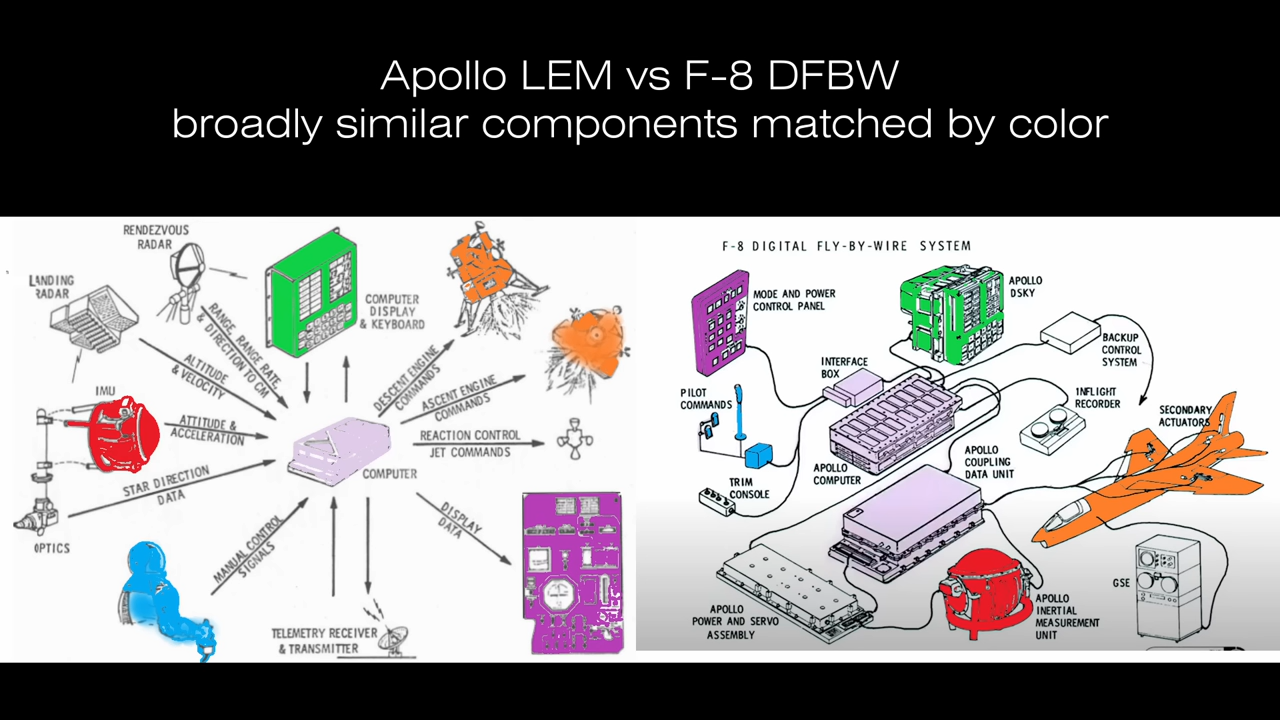 Apollo LEM vs F-8 DFBW
broadly similar components matched by color
RENDEZVOUS
RADAR
LANDING
RADAR
COMPUTER
DISPLAY
& KEYBOARD
RANGE, RANGE RATE,
& DIRECTION TO CM
ALTITUDE
& VELOCITY
DESCENT ENGINE
COMMANDS
ASCENT ENGINE
COMMANDS
IMU
ATTITUDE &
ACCELERATION
REACTION CONTROL
JET COMMANDS
STAR DIRECTION
DATA
COMPUTER
OPTICS
MANUAL CONTROL
SIGNALS
DISPLAY
DATA
TELEMETRY RECEIVER
& TRANSMITTER
F-8 DIGITAL FLY-BY-WIRE SYSTEM
MODE AND POWER
CONTROL PANEL
APOLLO
DSKY
BACKUP
CONTROL
SYSTEM
INTERFACE
BOX
PILOT
COMMANDS
INFLIGHT
RECORDER
SECONDARY
ACTUATORS
APOLLO
COMPUTER
APOLLO
COUPLING
DATA UNIT
TRIM
CONSOLE
GSE
APOLLO
POWER AND SERVO
ASSEMBLY
APOLLO
INERTIAL
MEASUREMENT
UNIT